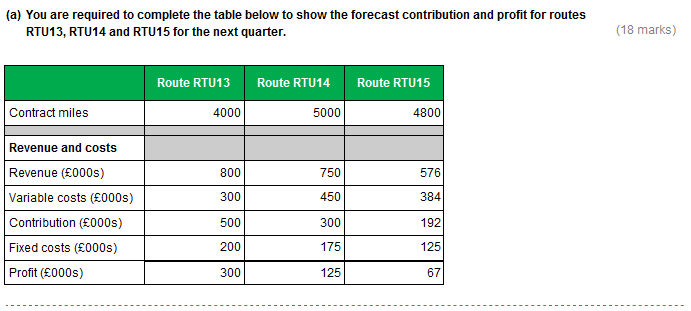 (a) You are required to complete the table below to show the forecast contribution and profit for routes
RTU13, RTU14 and RTU15 for the next quarter.
(18 marks)
Route RTU13 Route RTU14 Route RTU15
Contract miles 4000 5000 4800
Revenue and costs
Revenue (£000s) 800 750 576
Variable costs (£000s) 300 450 384
Contribution (£000s) 500 300 192
Fixed costs (£000s) 200 175 125
Profit (£000s) 300 125 67